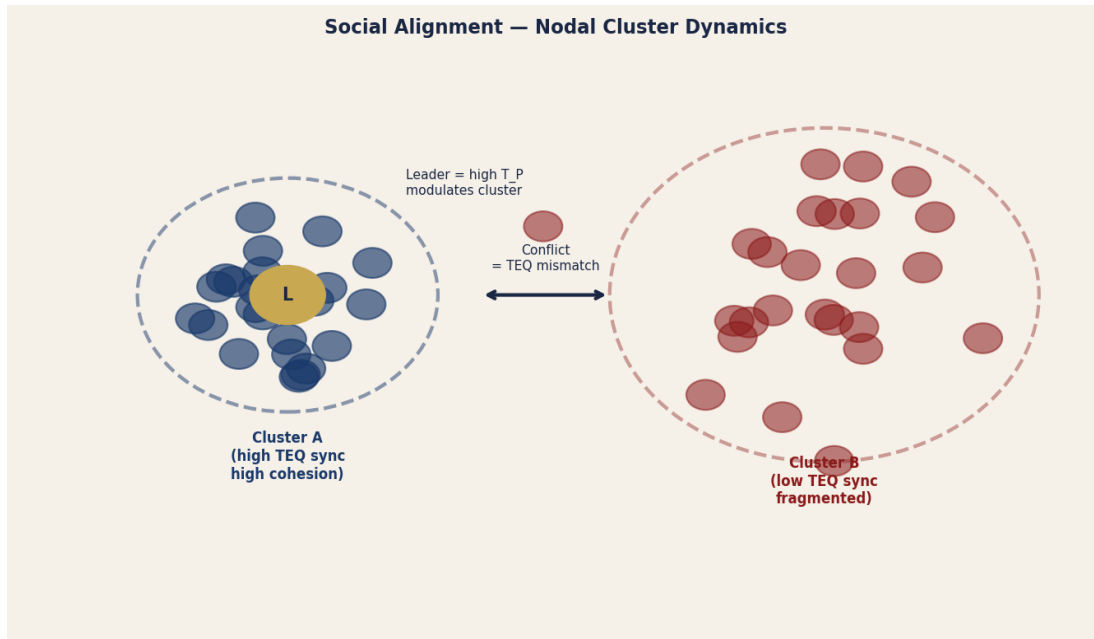 Social Alignment — Nodal Cluster Dynamics
Leader = high T_P
modulates cluster
Conflict
= TEQ mismatch
L
Cluster A
(high TEQ sync
high cohesion)
Cluster B
(low TEQ sync
fragmented)